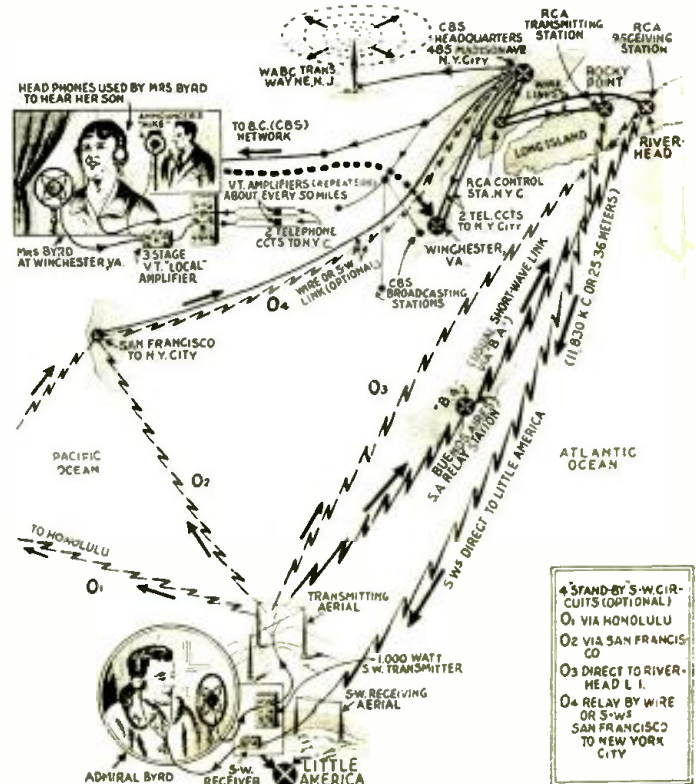 CBS
HEADQUARTERS
485 MADISON AVE
N.Y. CITY
RCA
TRANSMITTING
STATION
RCA
RECEIVING
STATION
WABC TRANS
WAYNE, N.J.
WIRE
LINES
ROCKY
POINT
HEAD PHONES USED BY MRS BYRD
TO HEAR HER SON
ANNOUNCER'S
"MIKE"
TO B.C. (CBS)
NETWORK
LONG ISLAND
RIVER-
HEAD
V.T. AMPLIFIERS (REPEATERS)
ABOUT EVERY 50 MILES
RCA CONTROL
STA. N.Y.C
2 TELEPHONE
CCTS TO N.Y.C.
2 TEL. CCTS
TO N.Y. CITY
WINCHESTER,
VA
MRS BYRD
AT WINCHESTER, VA.
3 STAGE
V.T. "LOCAL"
AMPLIFIER
WIRE OR S-W
LINK (OPTIONAL)
CBS
BROADCASTING
STATIONS
O4
SAN FRANCISCO
TO N.Y. CITY
SHORT-WAVE LINK
(11,830 K.C OR 25.36 METERS)
O3
BUENOS AIRES
S.A. RELAY STATION
PACIFIC
OCEAN
ATLANTIC
OCEAN
O2
S.WS DIRECT TO LITTLE AMERICA
TO HONOLULU
O1
TRANSMITTING
AERIAL
1,000 WATT
S.W. TRANSMITTER
S.W. RECEIVING
AERIAL
ADMIRAL BYRD
S-W.
RECEIVER
LITTLE
AMERICA
4 "STAND-BY" S-W. CIR-
CUITS (OPTIONAL)
O1 VIA HONOLULU
O2 VIA SAN FRANCIS-
CO
O3 DIRECT TO RIVER-
HEAD L I.
O4 RELAY BY WIRE
OR S-WS
SAN FRANCISCO
TO NEW YORK
CITY